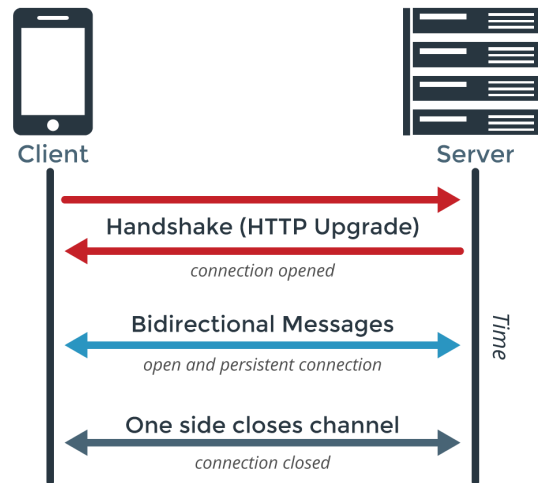 Client
Server
Handshake (HTTP Upgrade)
connection opened
Bidirectional Messages
open and persistent connection
Time
One side closes channel
connection closed